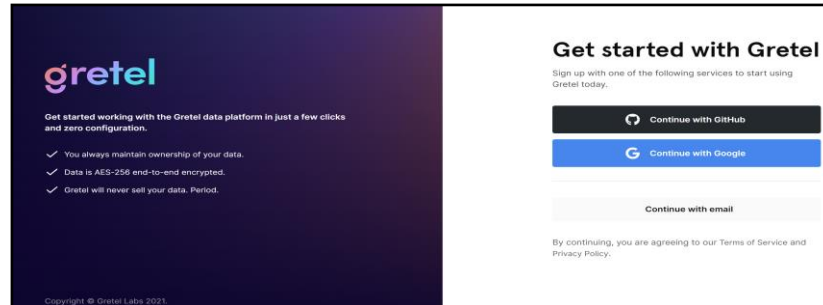 gretel
Get started working with the Gretel data platform in just a few clicks
and zero configuration.
You always maintain ownership of your data.
Data is AES-256 end-to-end encrypted.
Gretel will never sell your data. Period.
Copyright © Gretel Labs 2021.
Get started with Gretel
Sign up with one of the following services to start using
Gretel today.
Continue with GitHub
Continue with Google
Continue with email
By continuing, you are agreeing to our Terms of Service and
Privacy Policy.